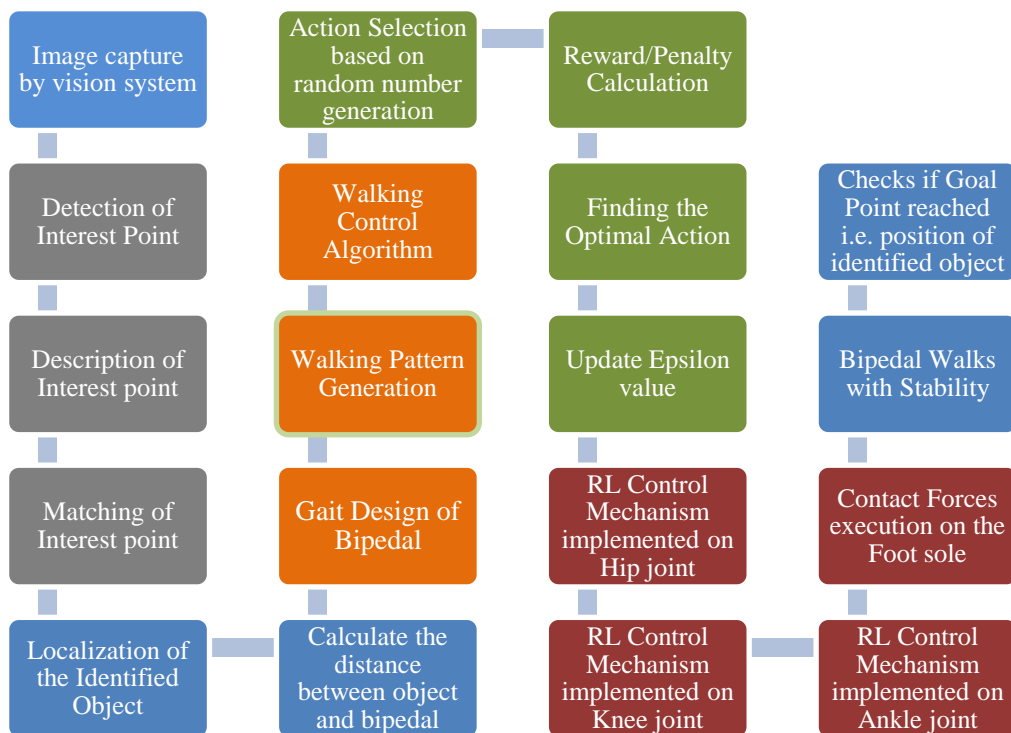 Image capture
by vision system
Detection of
Interest Point
Description of
Interest point
Matching of
Interest point
Localization of
the Identified
Object
Calculate the
distance
between object
and bipedal
Gait Design of
Bipedal
Walking Pattern
Generation
Walking
Control
Algorithm
Action Selection
based on
random number
generation
Reward/Penalty
Calculation
Finding the
Optimal Action
Update Epsilon
value
RL Control
Mechanism
implemented on
Hip joint
RL Control
Mechanism
implemented on
Knee joint
RL Control
Mechanism
implemented on
Ankle joint
Contact Forces
execution on the
Foot sole
Bipedal Walks
with Stability
Checks if Goal
Point reached
i.e. position of
identified object